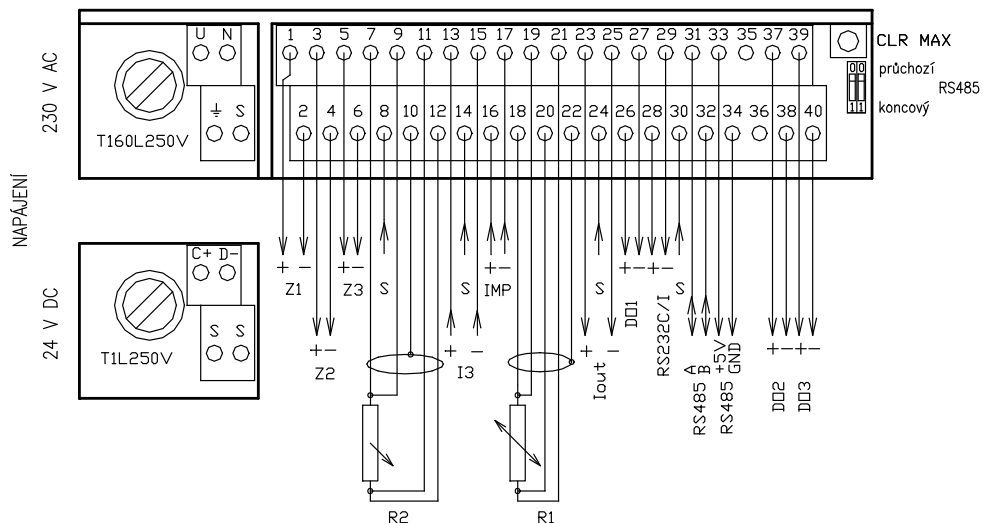 1 3 5 7 9 11 13 15 17 19 21 23 25 27 29 31 33 35 37 39
2 4 6 8 10 12 14 16 18 20 22 24 26 28 30 32 34 36 38 40
CLR MAX
00
průchozí
RS485
koncový
11
NAPÁJENÍ
230 V AC
U N
S
T160L250V
24 V DC
C+ D-
S S
T1L250V
+ -
Z1
+-
Z2
+-
Z3
S
S
+ -
I3
+-
IMP
S
+ -
Iout
+-
DO1
+-
RS232C/I
S
RS485 A
B
RS485 +5V
GND
+-
DO2
+-
DO3
R2
R1